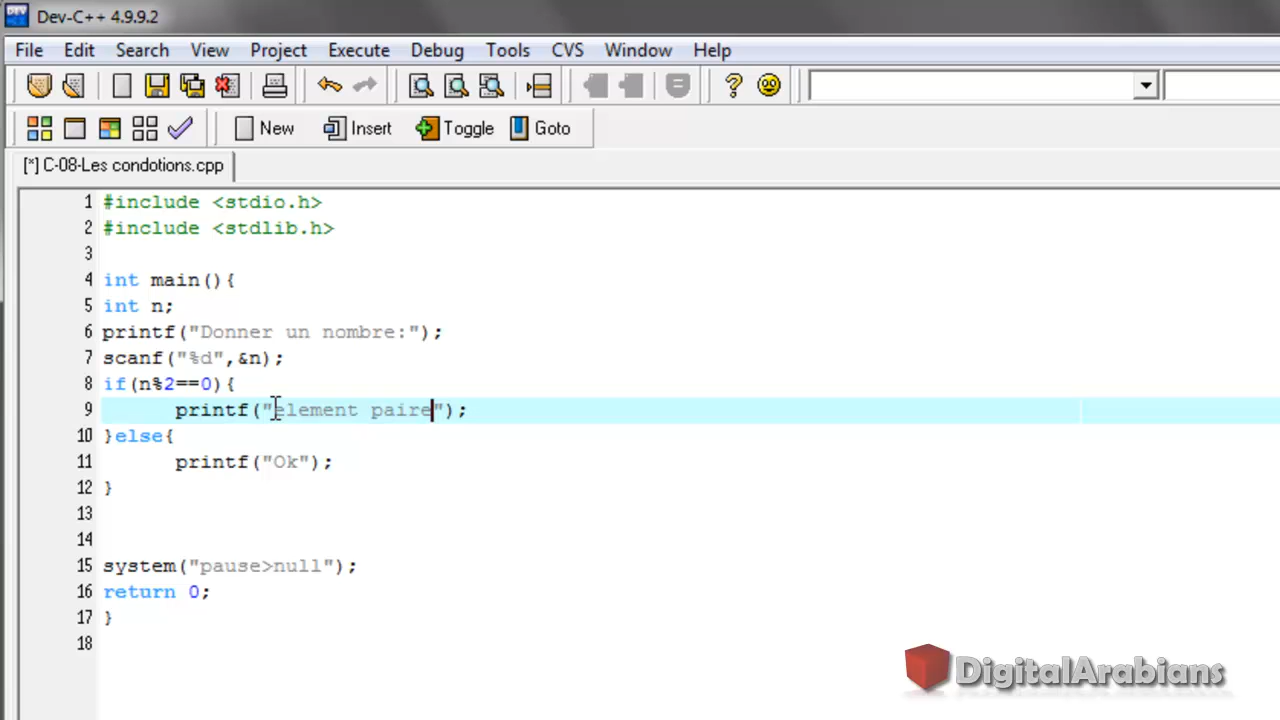 Dev-C++ 4.9.9.2
File Edit Search View Project Execute Debug Tools CVS Window Help
New Insert Toggle Goto
[*] C-08-Les condotions.cpp
1 #include <stdio.h>
2 #include <stdlib.h>
3
4 int main(){
5 int n;
6 printf("Donner un nombre:");
7 scanf("%d",&n);
8 if(n%2==0){
9 printf("element paire");
10 }else{
11 printf("Ok");
12 }
13
14
15 system("pause>null");
16 return 0;
17 }
18
DigitalArabians